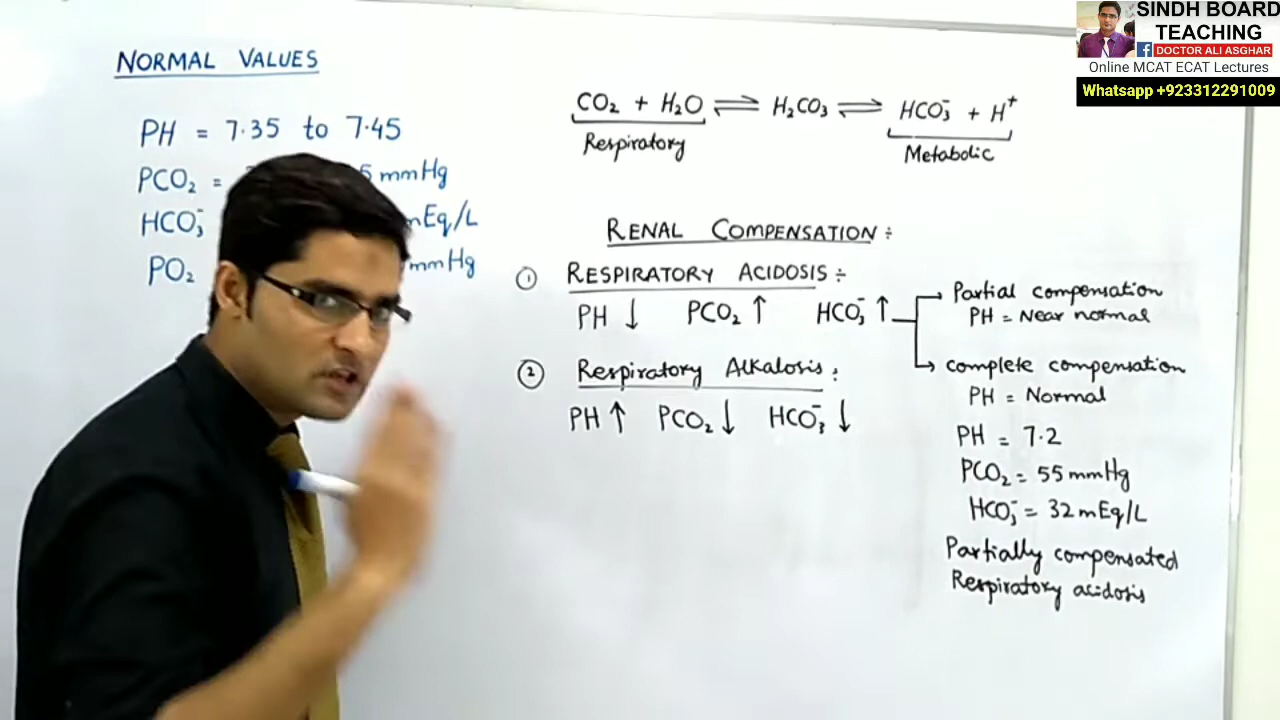 SINDH BOARD
TEACHING
f DOCTOR ALI ASGHAR
Online MCAT ECAT Lectures
Whatsapp +923312291009
NORMAL VALUES
PH = 7.35 to 7.45
PCO₂ = 5 mmHg
HCO₃⁻ mEq/L
PO₂ mmHg
CO₂ + H₂O ⇌ H₂CO₃ ⇌ HCO₃⁻ + H⁺
Respiratory
Metabolic
RENAL COMPENSATION :
① RESPIRATORY ACIDOSIS :
PH ↓ PCO₂ ↑ HCO₃⁻ ↑
Partial compensation
PH = Near normal
complete compensation
PH = Normal
② Respiratory Alkalosis :
PH ↑ PCO₂ ↓ HCO₃⁻ ↓
PH = 7.2
PCO₂ = 55 mmHg
HCO₃⁻ = 32 mEq/L
Partially compensated
Respiratory acidosis